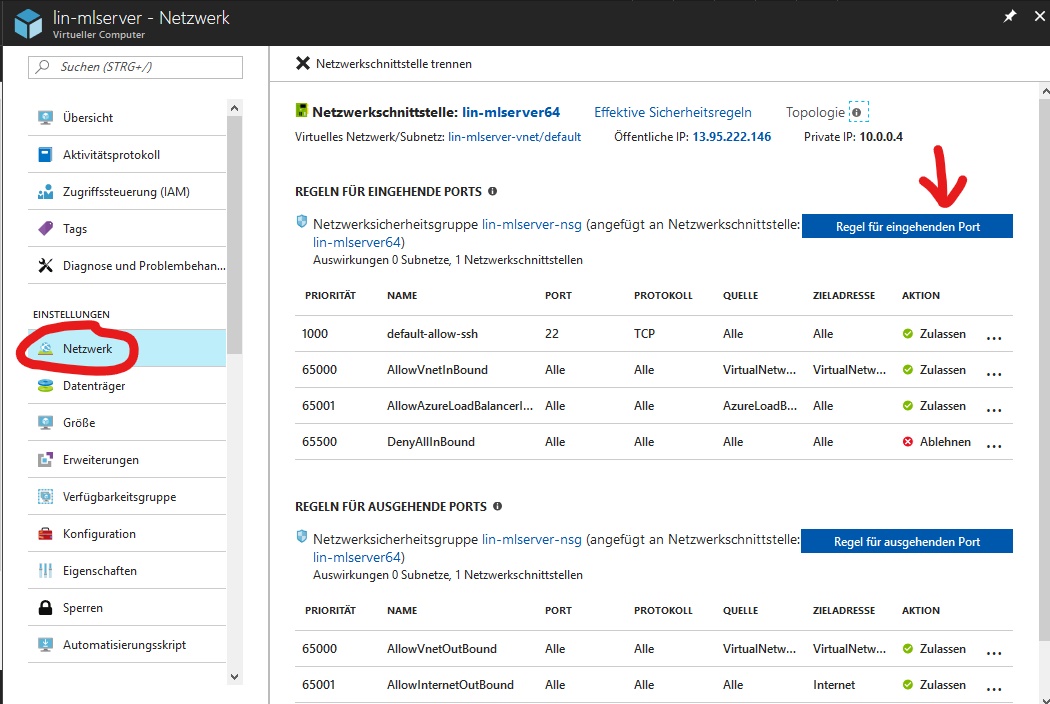 lin-mlserver - Netzwerk
Virtueller Computer
Suchen (STRG+/)
Übersicht
Aktivitätsprotokoll
Zugriffssteuerung (IAM)
Tags
Diagnose und Problembehan...
EINSTELLUNGEN
Netzwerk
Datenträger
Größe
Erweiterungen
Verfügbarkeitsgruppe
Konfiguration
Eigenschaften
Sperren
Automatisierungsskript
Netzwerkschnittstelle trennen
Netzwerkschnittstelle: lin-mlserver64 Effektive Sicherheitsregeln Topologie
Virtuelles Netzwerk/Subnetz: lin-mlserver-vnet/default Öffentliche IP: 13.95.222.146 Private IP: 10.0.0.4
REGELN FÜR EINGEHENDE PORTS
Netzwerksicherheitsgruppe lin-mlserver-nsg (angefügt an Netzwerkschnittstelle:
lin-mlserver64)
Auswirkungen 0 Subnetze, 1 Netzwerkschnittstellen
Regel für eingehenden Port
PRIORITÄT NAME PORT PROTOKOLL QUELLE ZIELADRESSE AKTION
1000 default-allow-ssh 22 TCP Alle Alle Zulassen ...
65000 AllowVnetInBound Alle Alle VirtualNetw... VirtualNetw... Zulassen ...
65001 AllowAzureLoadBalancerI... Alle Alle AzureLoadB... Alle Zulassen ...
65500 DenyAllInBound Alle Alle Alle Alle Ablehnen ...
REGELN FÜR AUSGEHENDE PORTS
Netzwerksicherheitsgruppe lin-mlserver-nsg (angefügt an Netzwerkschnittstelle:
lin-mlserver64)
Auswirkungen 0 Subnetze, 1 Netzwerkschnittstellen
Regel für ausgehenden Port
PRIORITÄT NAME PORT PROTOKOLL QUELLE ZIELADRESSE AKTION
65000 AllowVnetOutBound Alle Alle VirtualNetw... VirtualNetw... Zulassen ...
65001 AllowInternetOutBound Alle Alle Alle Internet Zulassen ...